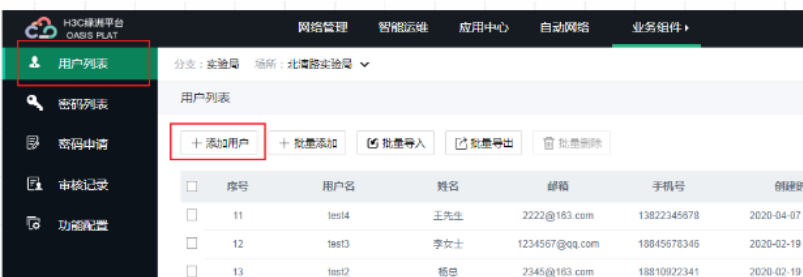 H3C绿洲平台
OASIS PLAT
网络管理 智能运维 应用中心 自动网络 业务组件
用户列表
密码列表
密码申请
审核记录
功能配置
分支：实验局 场所：北清路实验局
用户列表
添加用户 批量添加 批量导入 批量导出 批量删除
序号 用户名 姓名 邮箱 手机号
11 test4 王先生 2222@163.com 13822345678 2020-04-07
12 test3 李女士 1234567@qq.com 18845678346 2020-02-19
13 test2 杨总 2345@163.com 18810922341 2020-02-19